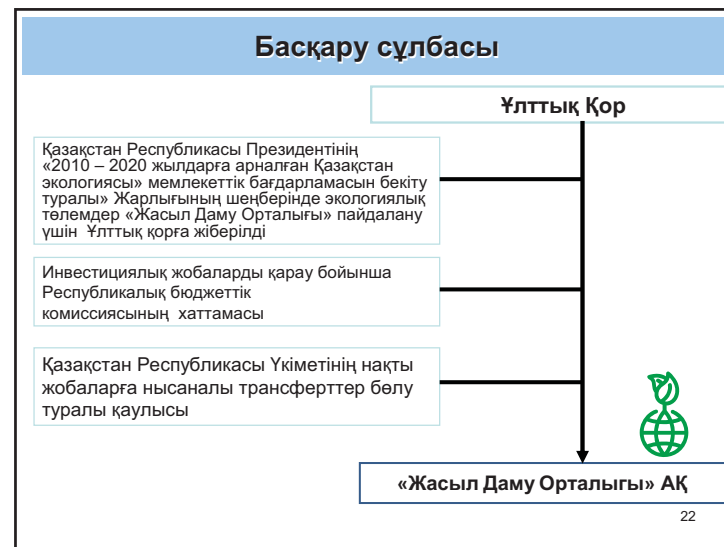 Басқару сұлбасы
Ұлттық Қор
Қазақстан Республикасы Президентінің
«2010 – 2020 жылдарға арналған Қазақстан
экологиясы» мемлекеттік бағдарламасын бекіту
туралы» Жарлығының шеңберінде экологиялық
төлемдер «Жасыл Даму Орталығы» пайдалану
үшін Ұлттық қорға жіберілді
Инвестициялық жобаларды қарау бойынша
Республикалық бюджеттік
комиссиясының хаттамасы
Қазақстан Республикасы Үкіметінің нақты
жобаларға нысаналы трансферттер бөлу
туралы қаулысы
«Жасыл Даму Орталыгы» АҚ
22